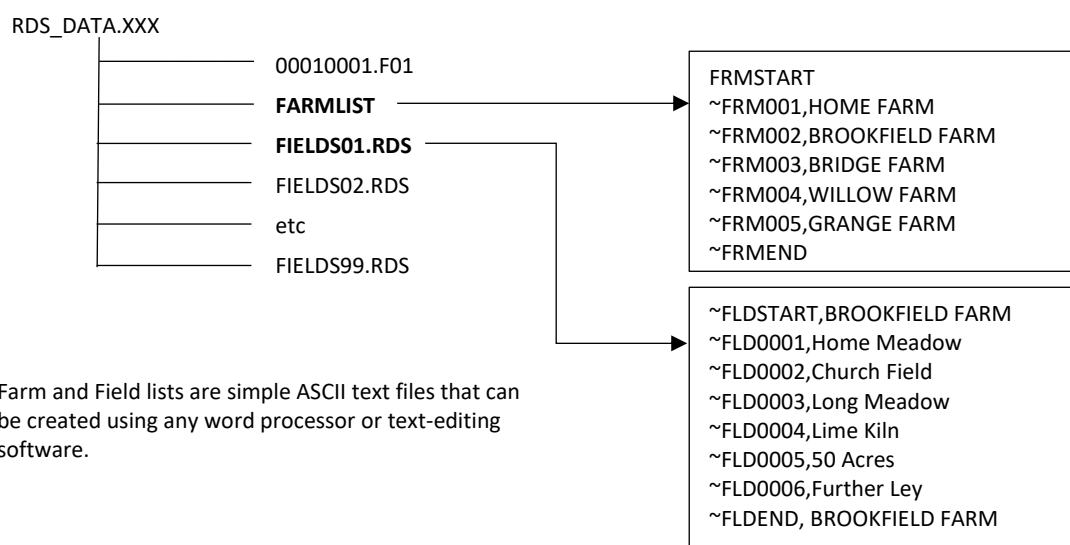 RDS_DATA.XXX
00010001.F01
FARMLIST
FIELDS01.RDS
FIELDS02.RDS
etc
FIELDS99.RDS
FRMSTART
~FRM001,HOME FARM
~FRM002,BROOKFIELD FARM
~FRM003,BRIDGE FARM
~FRM004,WILLOW FARM
~FRM005,GRANGE FARM
~FRMEND
~FLDSTART,BROOKFIELD FARM
~FLD0001,Home Meadow
~FLD0002,Church Field
~FLD0003,Long Meadow
~FLD0004,Lime Kiln
~FLD0005,50 Acres
~FLD0006,Further Ley
~FLDEND, BROOKFIELD FARM
Farm and Field lists are simple ASCII text files that can
be created using any word processor or text-editing
software.